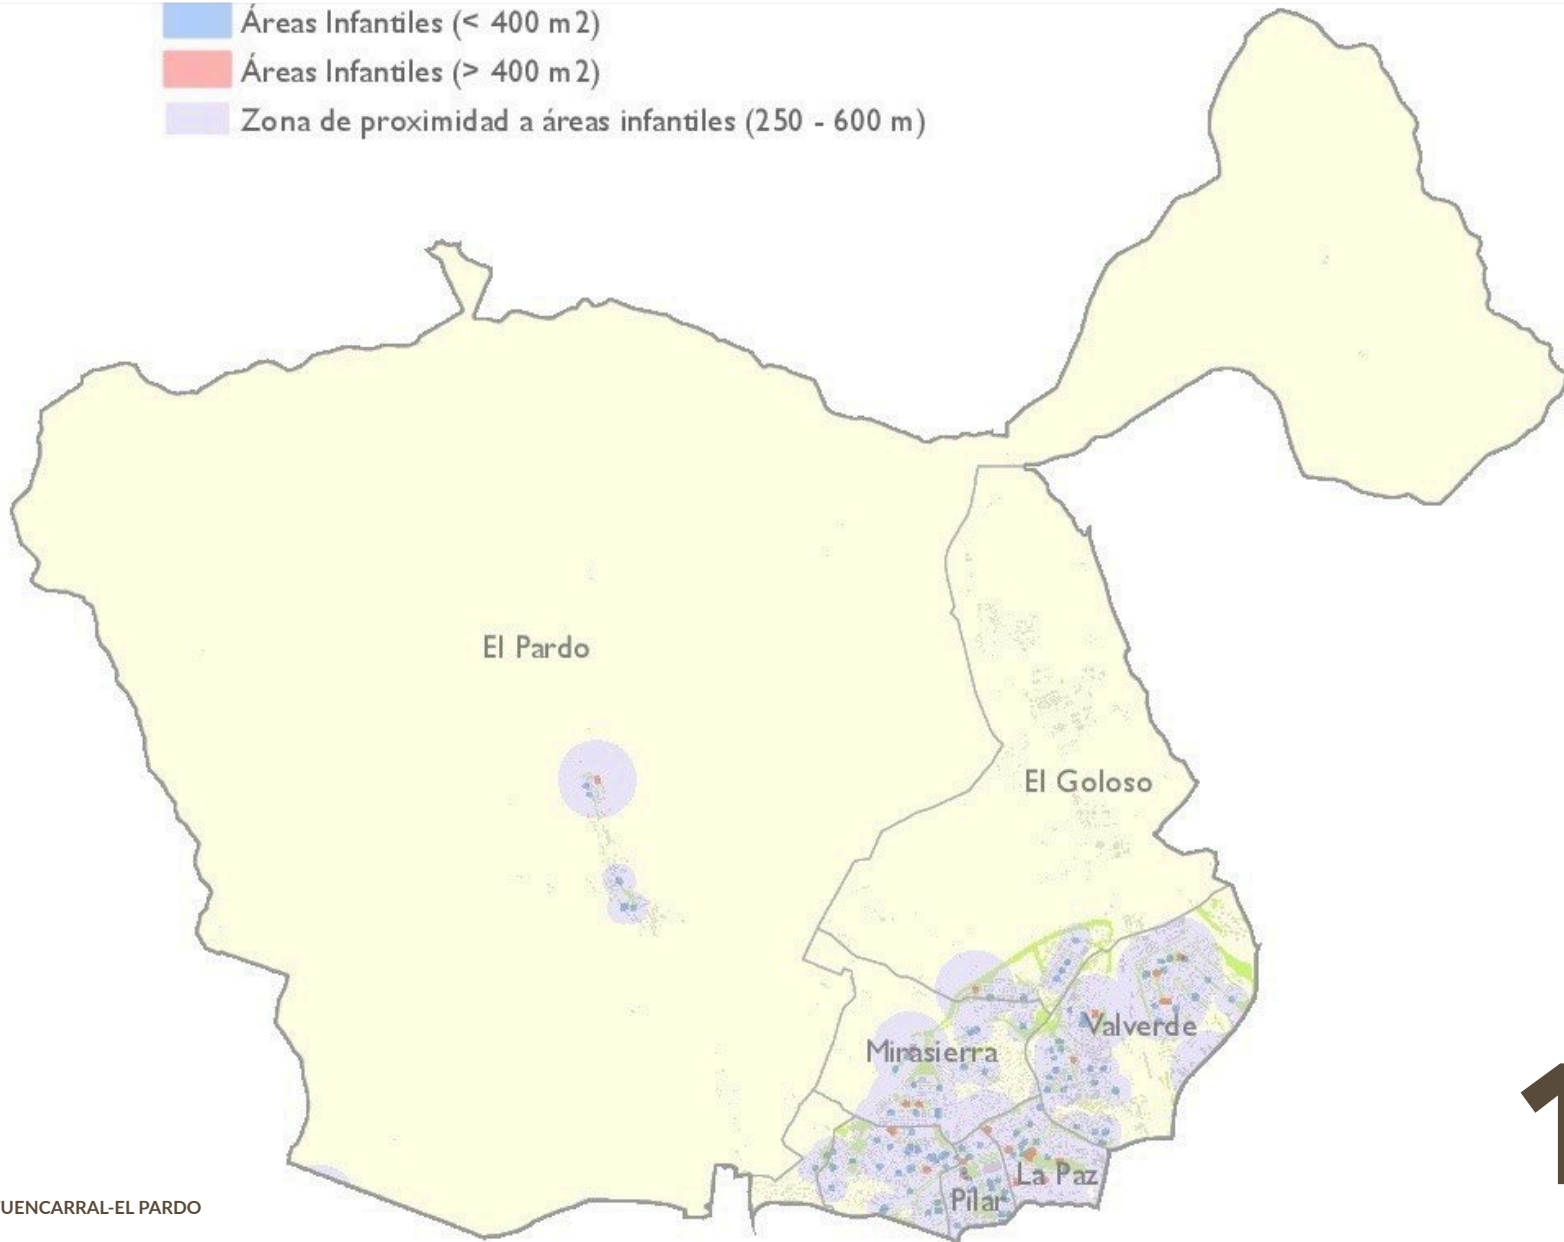 Áreas Infantiles (< 400 m2)
Áreas Infantiles (> 400 m2)
Zona de proximidad a áreas infantiles (250 - 600 m)
El Pardo
El Goloso
Valverde
Mirasierra
La Paz
Pilar
UENCARRAL-EL PARDO
1